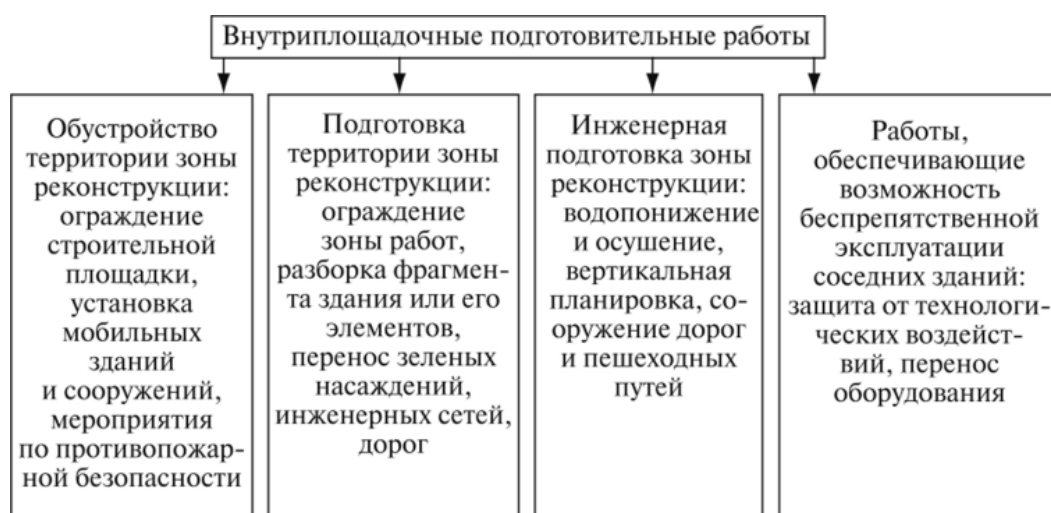 Внутриплощадочные подготовительные работы
Обустройство
территории зоны
реконструкции:
ограждение
строительной
площадки,
установка
мобильных
зданий
и сооружений,
мероприятия
по противопожар-
ной безопасности
Подготовка
территории зоны
реконструкции:
ограждение
зоны работ,
разборка фрагмен-
та здания или его
элементов,
перенос зеленых
насаждений,
инженерных сетей,
дорог
Инженерная
подготовка зоны
реконструкции:
водопонижение
и осушение,
вертикальная
планировка, со-
оружение дорог
и пешеходных
путей
Работы,
обеспечивающие
возможность
беспрепятственной
эксплуатации
соседних зданий:
защита от технологи-
ческих воздейст-
вий, перенос
оборудования